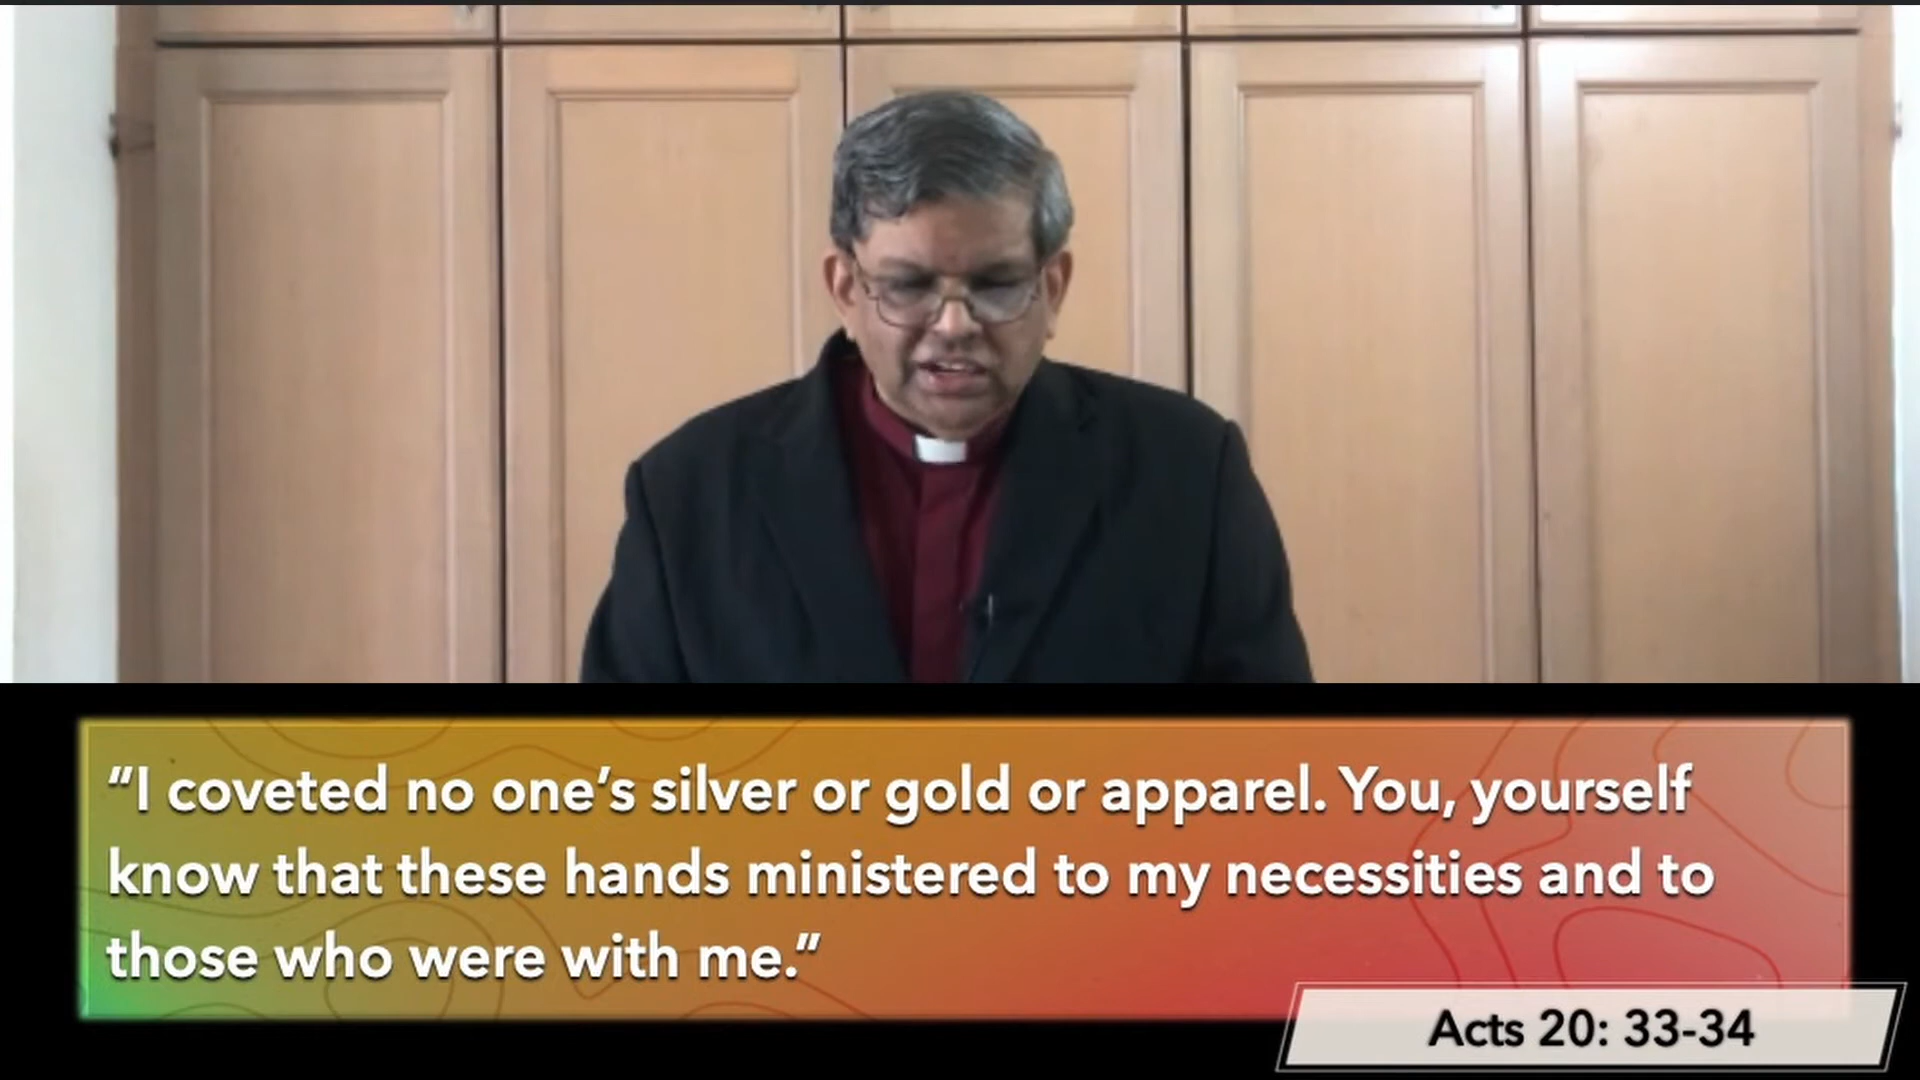 “I coveted no one’s silver or gold or apparel. You, yourself
know that these hands ministered to my necessities and to
those who were with me.”
Acts 20: 33-34